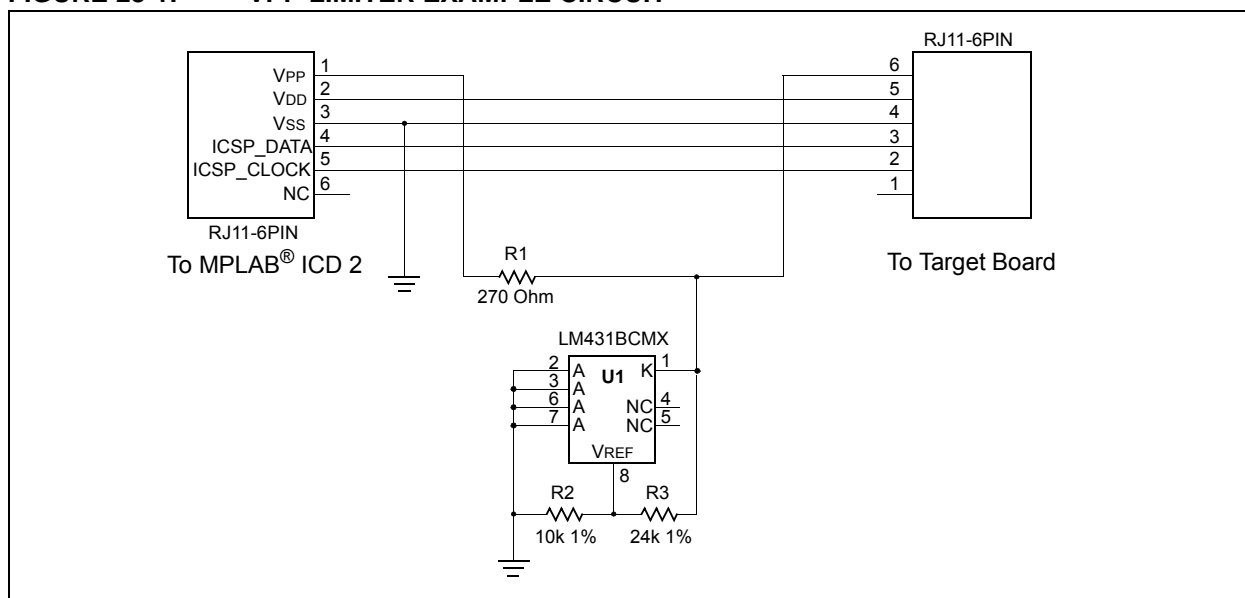 FIGURE VPP LIMITER EXAMPLE CIRCUIT
RJ11-6PIN
VPP 1
VDD 2
VSS 3
ICSP_DATA 4
ICSP_CLOCK 5
NC 6
6
5
4
3
2
1
RJ11-6PIN
To MPLAB® ICD 2
To Target Board
R1
270 Ohm
LM431BCMX
2 A U1 K 1
3 A
6 A NC 4
7 A NC 5
VREF
8
R2 R3
10k 1% 24k 1%